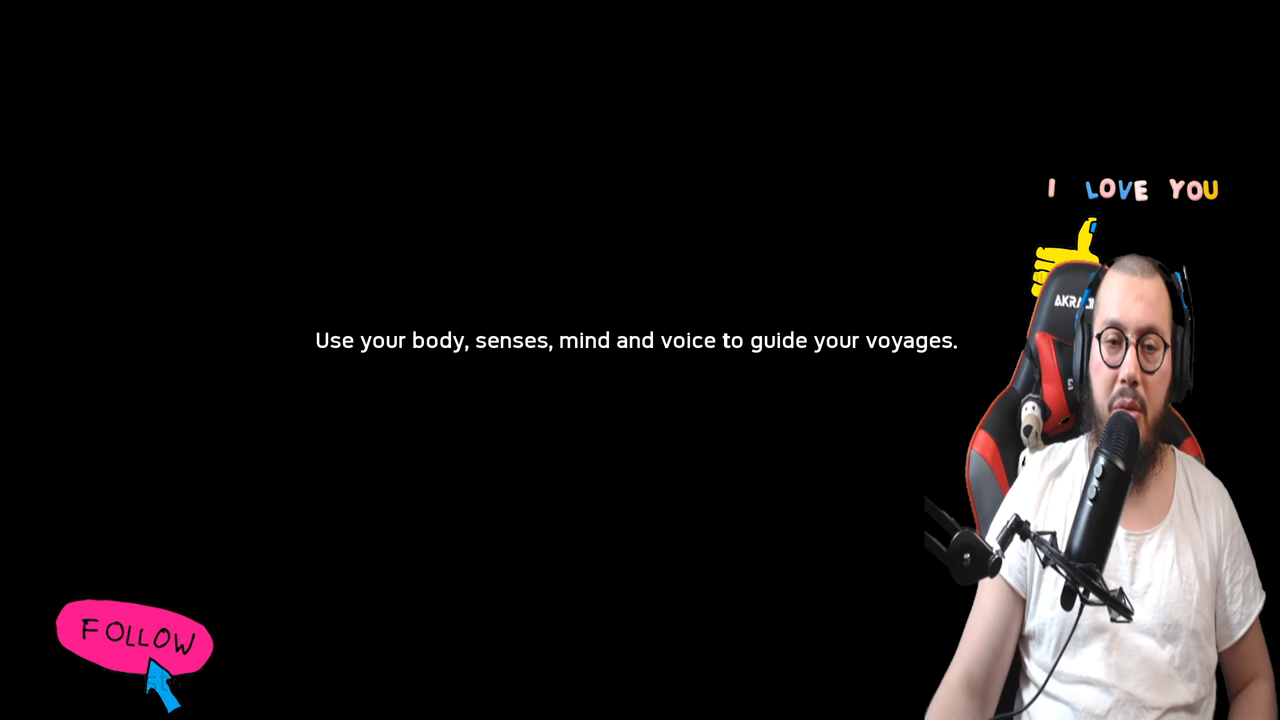 I LOVE YOU
Use your body, senses, mind and voice to guide your voyages.
FOLLOW